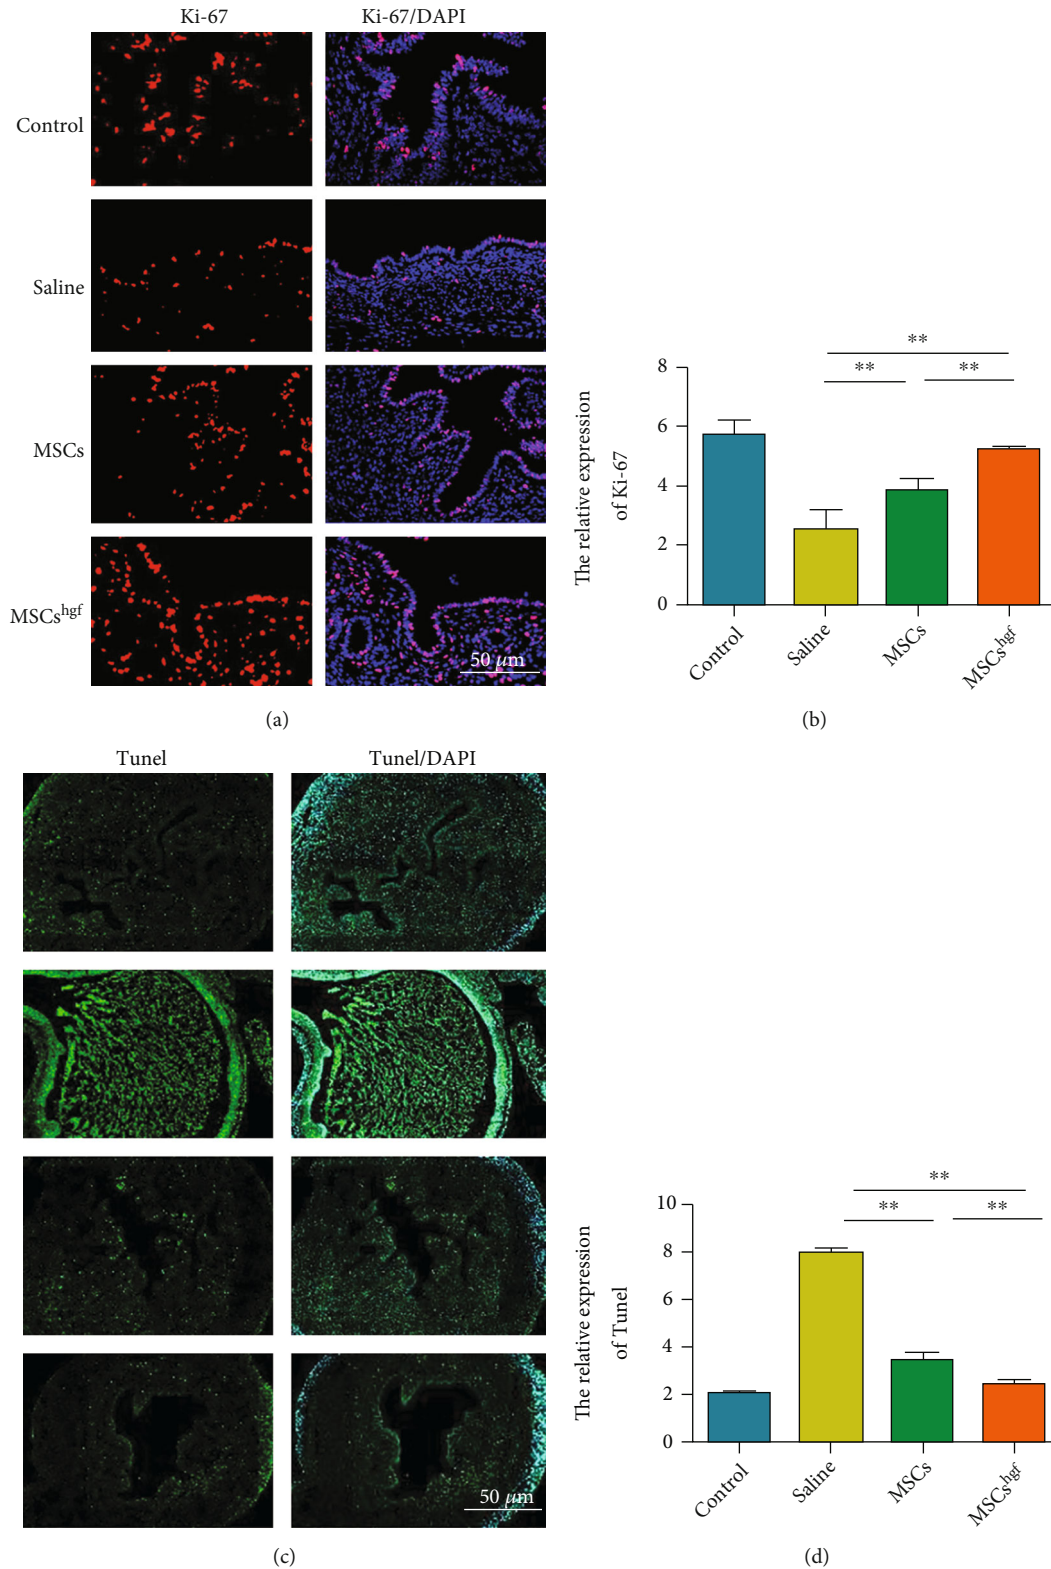 Ki-67
Ki-67/DAPI
Control
Saline
MSCs
MSCs^hgf
50 μm
(a)
The relative expression
of Ki-67
8
6
4
2
0
**
**
**
Control
Saline
MSCs
MSCs^hgf
(b)
Tunel
Tunel/DAPI
50 μm
(c)
The relative expression
of Tunel
10
8
6
4
2
0
**
**
**
Control
Saline
MSCs
MSCs^hgf
(d)